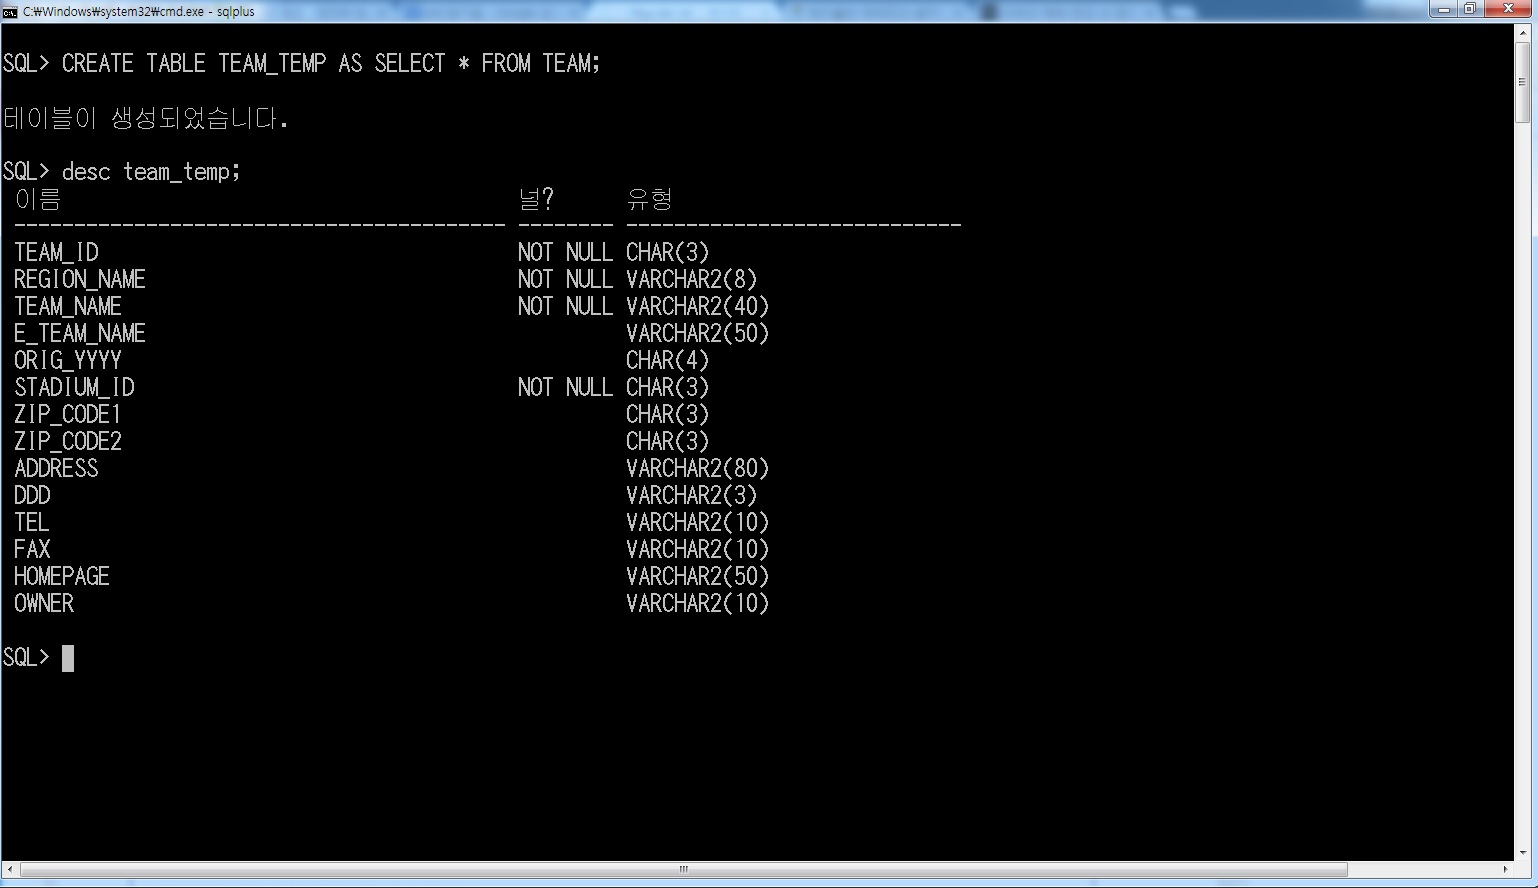 C:₩Windows₩system32₩cmd.exe - sqlplus
SQL> CREATE TABLE TEAM_TEMP AS SELECT * FROM TEAM;
테이블이 생성되었습니다.
SQL> desc team_temp;
이름 널? 유형
----------------------------------------- -------- ----------------------------
TEAM_ID NOT NULL CHAR(3)
REGION_NAME NOT NULL VARCHAR2(8)
TEAM_NAME NOT NULL VARCHAR2(40)
E_TEAM_NAME VARCHAR2(50)
ORIG_YYYY CHAR(4)
STADIUM_ID NOT NULL CHAR(3)
ZIP_CODE1 CHAR(3)
ZIP_CODE2 CHAR(3)
ADDRESS VARCHAR2(80)
DDD VARCHAR2(3)
TEL VARCHAR2(10)
FAX VARCHAR2(10)
HOMEPAGE VARCHAR2(50)
OWNER VARCHAR2(10)
SQL>